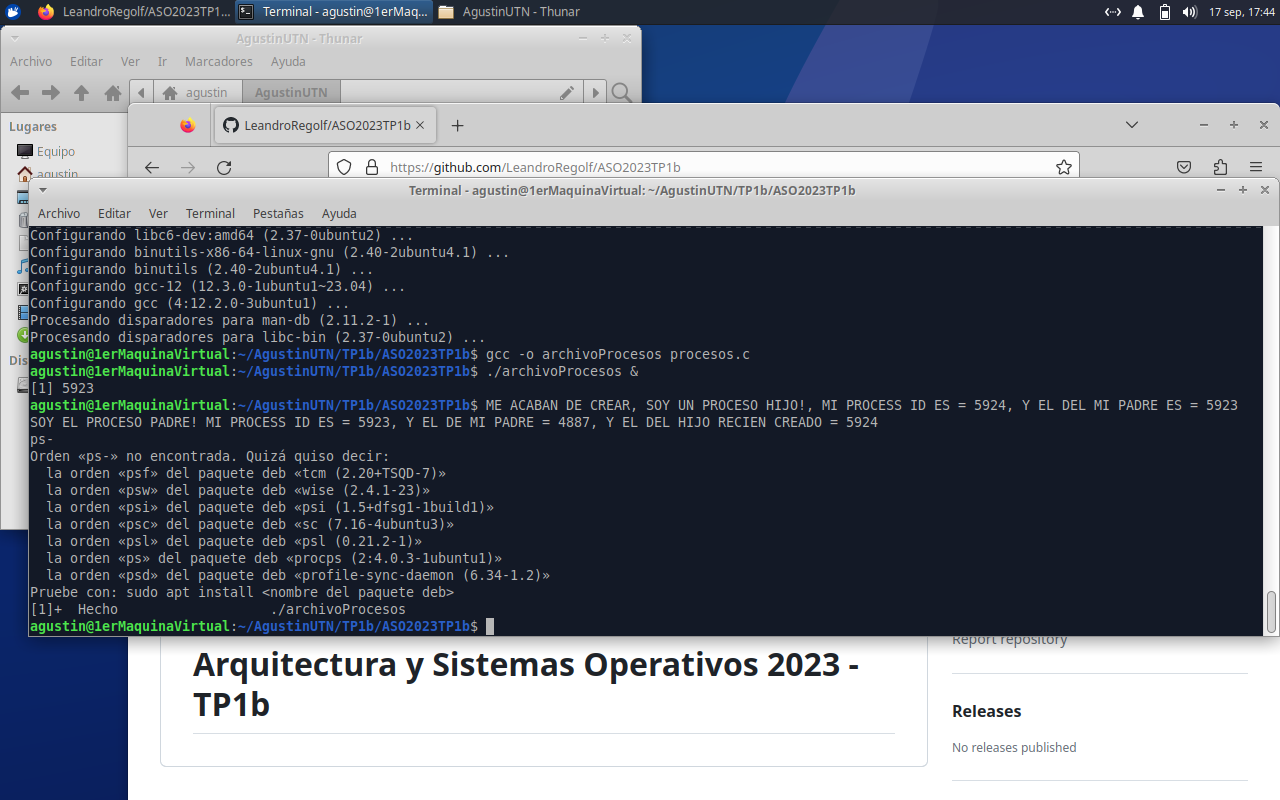 LeandroRegolf/ASO2023TP1...
Terminal - agustin@1erMaq...
AgustinUTN - Thunar
17 sep, 17:44
AgustinUTN - Thunar
Archivo Editar Ver Ir Marcadores Ayuda
agustin AgustinUTN
Lugares
Equipo
agustin
Dis
LeandroRegolf/ASO2023TP1b
https://github.com/LeandroRegolf/ASO2023TP1b
Terminal - agustin@1erMaquinaVirtual: ~/AgustinUTN/TP1b/ASO2023TP1b
Archivo Editar Ver Terminal Pestañas Ayuda
Configurando libc6-dev:amd64 (2.37-0ubuntu2) ...
Configurando binutils-x86-64-linux-gnu (2.40-2ubuntu4.1) ...
Configurando binutils (2.40-2ubuntu4.1) ...
Configurando gcc-12 (12.3.0-1ubuntu1~23.04) ...
Configurando gcc (4:12.2.0-3ubuntu1) ...
Procesando disparadores para man-db (2.11.2-1) ...
Procesando disparadores para libc-bin (2.37-0ubuntu2) ...
agustin@1erMaquinaVirtual:~/AgustinUTN/TP1b/ASO2023TP1b$ gcc -o archivoProcesos procesos.c
agustin@1erMaquinaVirtual:~/AgustinUTN/TP1b/ASO2023TP1b$ ./archivoProcesos &
[1] 5923
agustin@1erMaquinaVirtual:~/AgustinUTN/TP1b/ASO2023TP1b$ ME ACABAN DE CREAR, SOY UN PROCESO HIJO!, MI PROCESS ID ES = 5924, Y EL DEL MI PADRE ES = 5923
SOY EL PROCESO PADRE! MI PROCESS ID ES = 5923, Y EL DE MI PADRE = 4887, Y EL DEL HIJO RECIEN CREADO = 5924
ps-
Orden «ps-» no encontrada. Quizá quiso decir:
la orden «psf» del paquete deb «tcm (2.20+TSQD-7)»
la orden «psw» del paquete deb «wise (2.4.1-23)»
la orden «psi» del paquete deb «psi (1.5+dfsg1-1build1)»
la orden «psc» del paquete deb «sc (7.16-4ubuntu3)»
la orden «psl» del paquete deb «psl (0.21.2-1)»
la orden «ps» del paquete deb «procps (2:4.0.3-1ubuntu1)»
la orden «psd» del paquete deb «profile-sync-daemon (6.34-1.2)»
Pruebe con: sudo apt install <nombre del paquete deb>
[1]+ Hecho ./archivoProcesos
agustin@1erMaquinaVirtual:~/AgustinUTN/TP1b/ASO2023TP1b$
Arquitectura y Sistemas Operativos 2023 -
TP1b
Report repository
Releases
No releases published